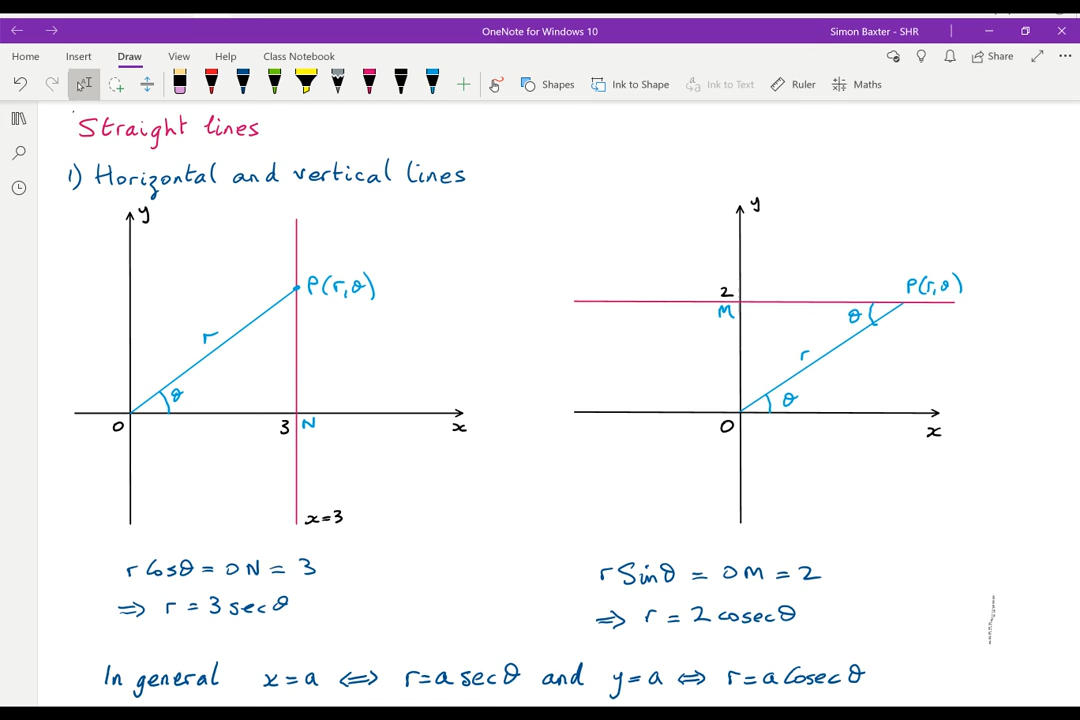 OneNote for Windows 10
Simon Baxter - SHR
Home Insert Draw View Help Class Notebook
Share
Shapes Ink to Shape Ink to Text Ruler Maths
Straight lines
1) Horizontal and vertical lines
y
P(r,θ)
r
θ
O
3 N
x
x=3
y
2
M
P(r,θ)
θ
r
θ
O
x
r Cosθ = ON = 3
⇒ r = 3 secθ
r Sinθ = OM = 2
⇒ r = 2 cosecθ
In general x=a ⇔ r=a secθ and y=a ⇔ r=a Cosecθ